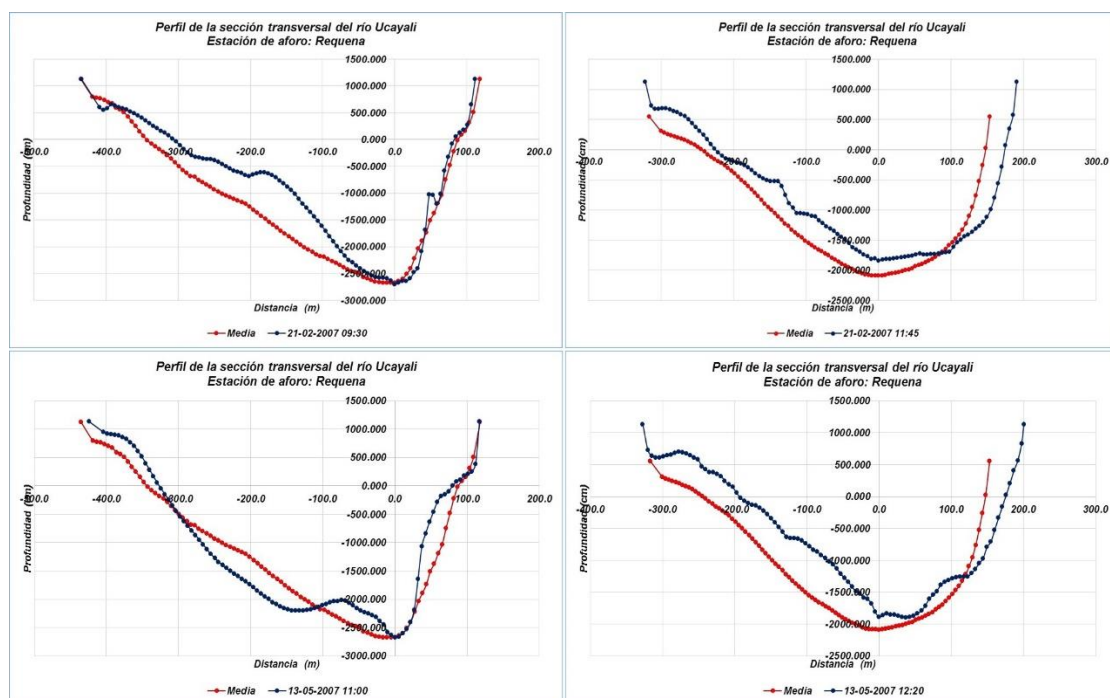 Perfil de la sección transversal del río Ucayali
Estación de aforo: Requena
1500.000
1000.000
500.000
0.000
-500.0 -400.0 -300.0 -200.0 -100.0 0.0 100.0 200.0
-500.000
-1000.000
-1500.000
-2000.000
-2500.000
-3000.000
Profundidad (cm)
Distancia (m)
Media 21-02-2007 09:30
Perfil de la sección transversal del río Ucayali
Estación de aforo: Requena
1500.000
1000.000
500.000
0.000
-400.0 -300.0 -200.0 -100.0 0.0 100.0 200.0 300.0
-500.000
-1000.000
-1500.000
-2000.000
-2500.000
Profundidad (cm)
Distancia (m)
Media 21-02-2007 11:45
Perfil de la sección transversal del río Ucayali
Estación de aforo: Requena
1500.000
1000.000
500.000
0.000
-500.0 -400.0 -300.0 -200.0 -100.0 0.0 100.0 200.0
-500.000
-1000.000
-1500.000
-2000.000
-2500.000
-3000.000
Profundidad (cm)
Distancia (m)
Media 13-05-2007 11:00
Perfil de la sección transversal del río Ucayali
Estación de aforo: Requena
1500.000
1000.000
500.000
0.000
-400.0 -300.0 -200.0 -100.0 0.0 100.0 200.0 300.0
-500.000
-1000.000
-1500.000
-2000.000
-2500.000
Profundidad (cm)
Distancia (m)
Media 13-05-2007 12:20